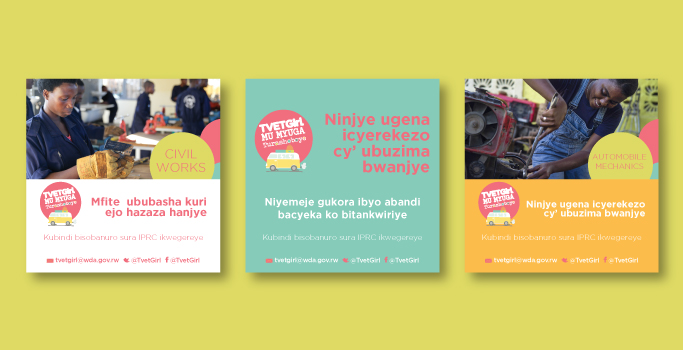 CIVIL
WORKS
TVETGirl
MU MYUGA
Turashoboye
Mfite ububasha kuri
ejo hazaza hanjye
Kubindi bisobanuro sura IPRC ikwegereye
tvetgirl@wda.gov.rw @TvetGirl @TvetGirl
TVETGirl
MU MYUGA
Turashoboye
Ninjye ugena
icyerekezo
cy' ubuzima
bwanjye
Niyemeje gukora ibyo abandi
bacyeka ko bitankwiriye
Kubindi bisobanuro sura IPRC ikwegereye
tvetgirl@wda.gov.rw @TvetGirl @TvetGirl
AUTOMOBILE
MECHANICS
TVETGirl
MU MYUGA
Turashoboye
Ninjye ugena icyerekezo
cy' ubuzima bwanjye
Kubindi bisobanuro sura IPRC ikwegereye
tvetgirl@wda.gov.rw @TvetGirl @TvetGirl